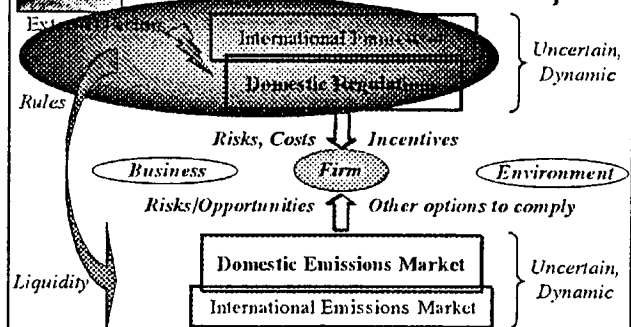 International
Uncertain,
Dynamic
Domestic Regulation
Rules
Risks, Costs Incentives
Business Firm Environment
Risks/Opportunities Other options to comply
Domestic Emissions Market
Uncertain,
Dynamic
Liquidity
International Emissions Market